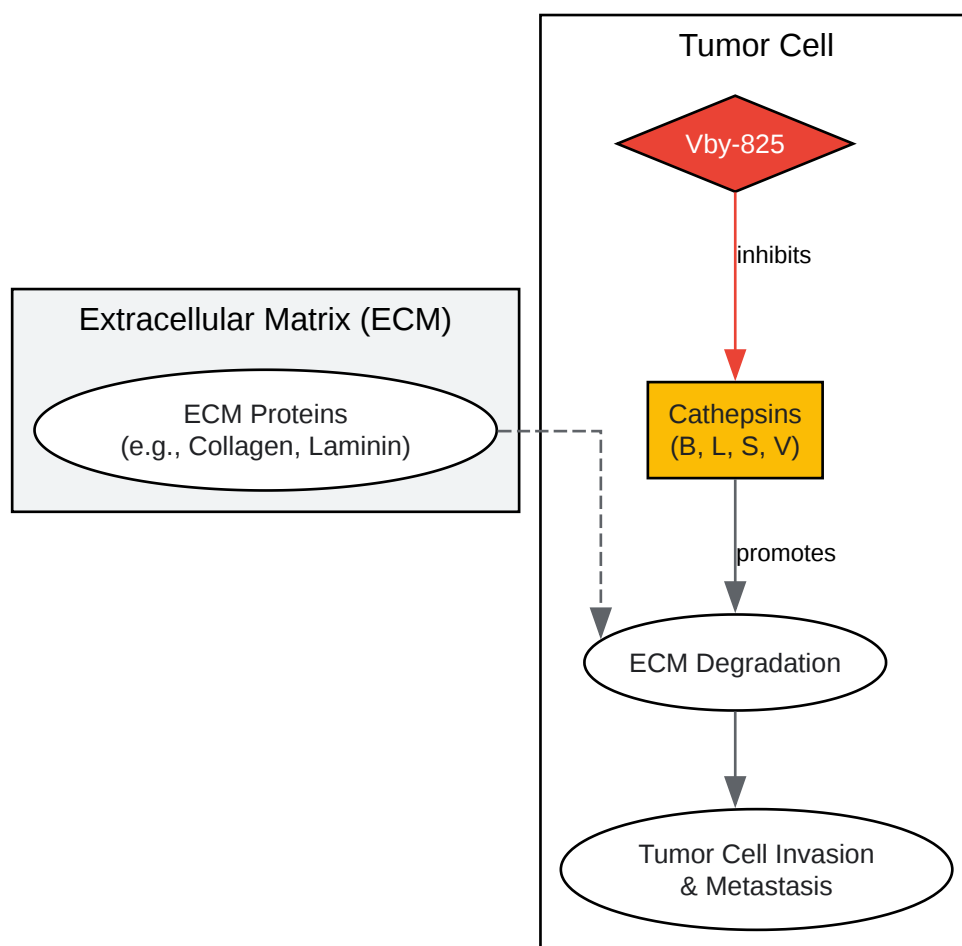 Tumor Cell
Vby-825
inhibits
Extracellular Matrix (ECM)
ECM Proteins
(e.g., Collagen, Laminin)
Cathepsins
(B, L, S, V)
promotes
ECM Degradation
Tumor Cell Invasion
& Metastasis